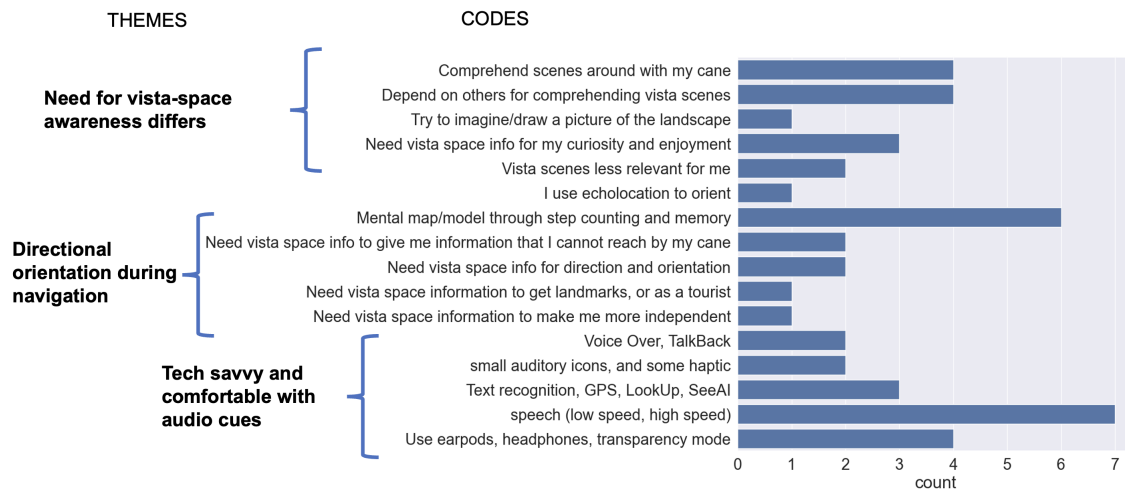 THEMES
CODES
Need for vista-space
awareness differs
Comprehend scenes around with my cane
Depend on others for comprehending vista scenes
Try to imagine/draw a picture of the landscape
Need vista space info for my curiosity and enjoyment
Vista scenes less relevant for me
I use echolocation to orient
Directional
orientation during
navigation
Mental map/model through step counting and memory
Need vista space info to give me information that I cannot reach by my cane
Need vista space info for direction and orientation
Need vista space information to get landmarks, or as a tourist
Need vista space information to make me more independent
Tech savvy and
comfortable with
audio cues
Voice Over, TalkBack
small auditory icons, and some haptic
Text recognition, GPS, LookUp, SeeAI
speech (low speed, high speed)
Use earpods, headphones, transparency mode
0 1 2 3 4 5 6 7
count